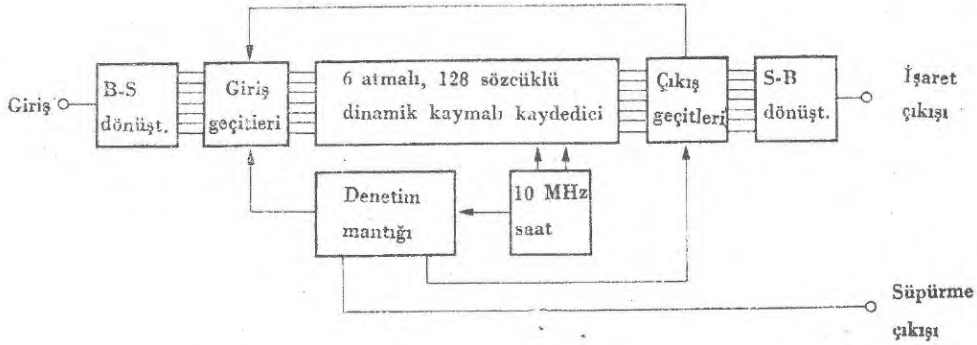 Giriş
B-S
dönüşt.
Giriş
geçitleri
6 atmalı, 128 sözcüklü
dinamik kaymalı kaydedici
Çıkış
geçitleri
S-B
dönüşt.
İşaret
çıkışı
Denetim
mantığı
10 MHz
saat
Süpürme
çıkışı